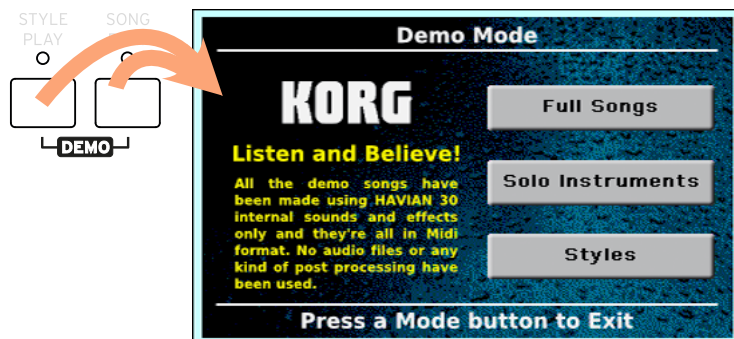 STYLE
PLAY
SONG
DEMO
Demo Mode
KORG
Listen and Believe!
All the demo songs have
been made using HAVIAN 30
internal sounds and effects
only and they're all in Midi
format. No audio files or any
kind of post processing have
been used.
Full Songs
Solo Instruments
Styles
Press a Mode button to Exit